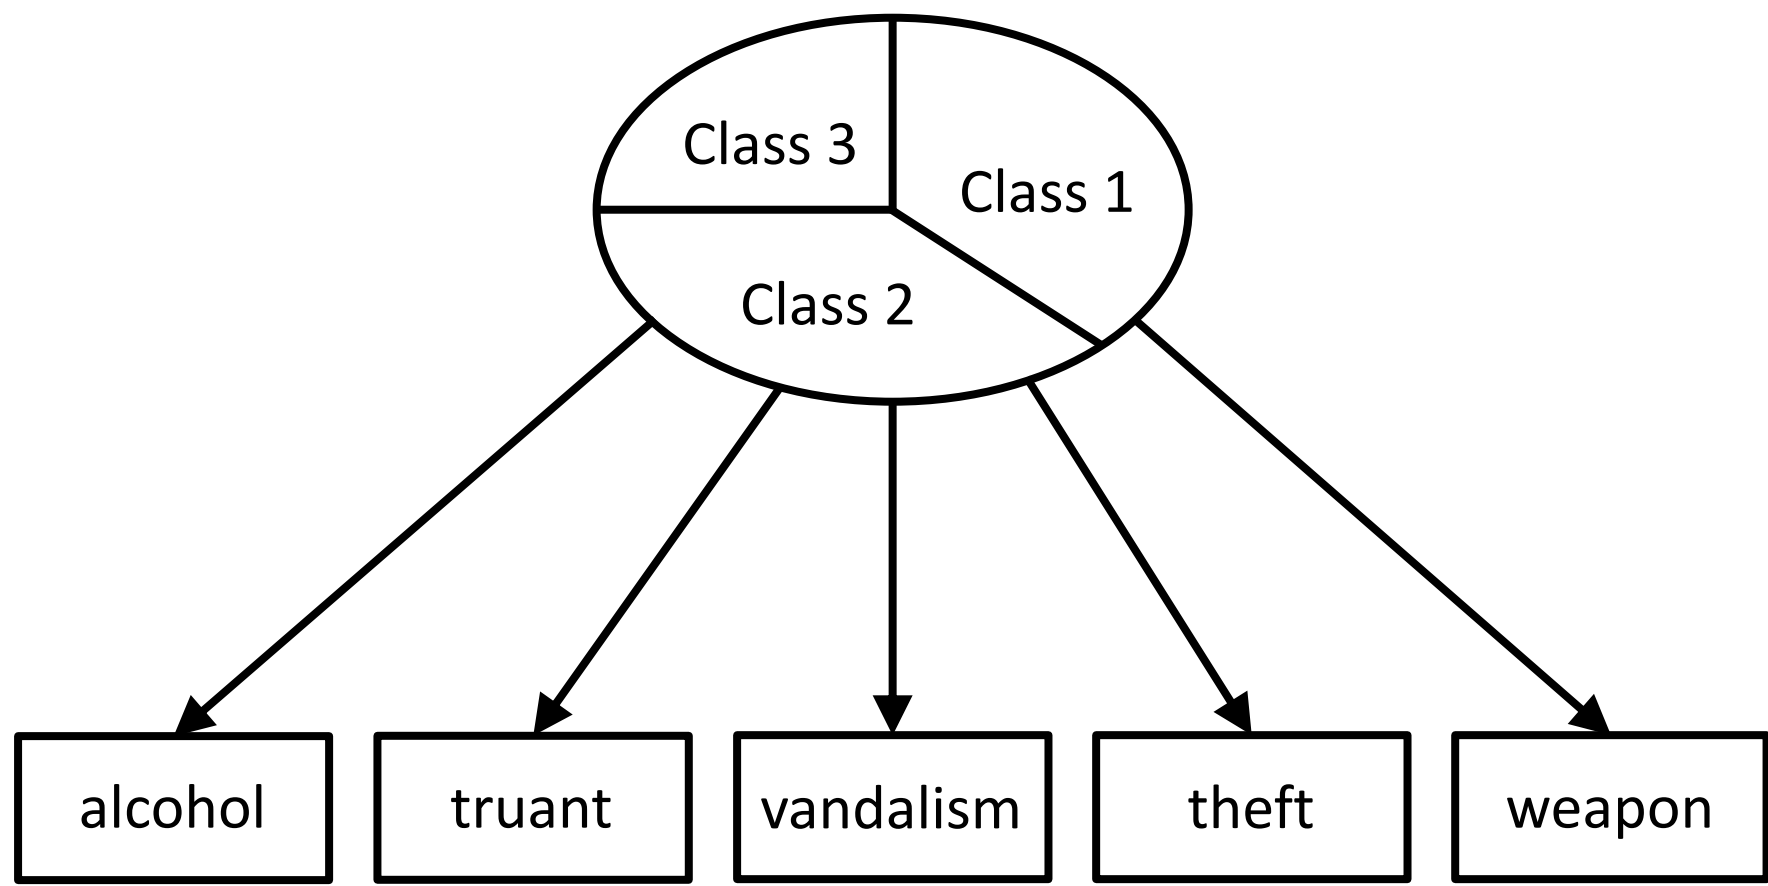 Class 3
Class 1
Class 2
alcohol
truant
vandalism
theft
weapon